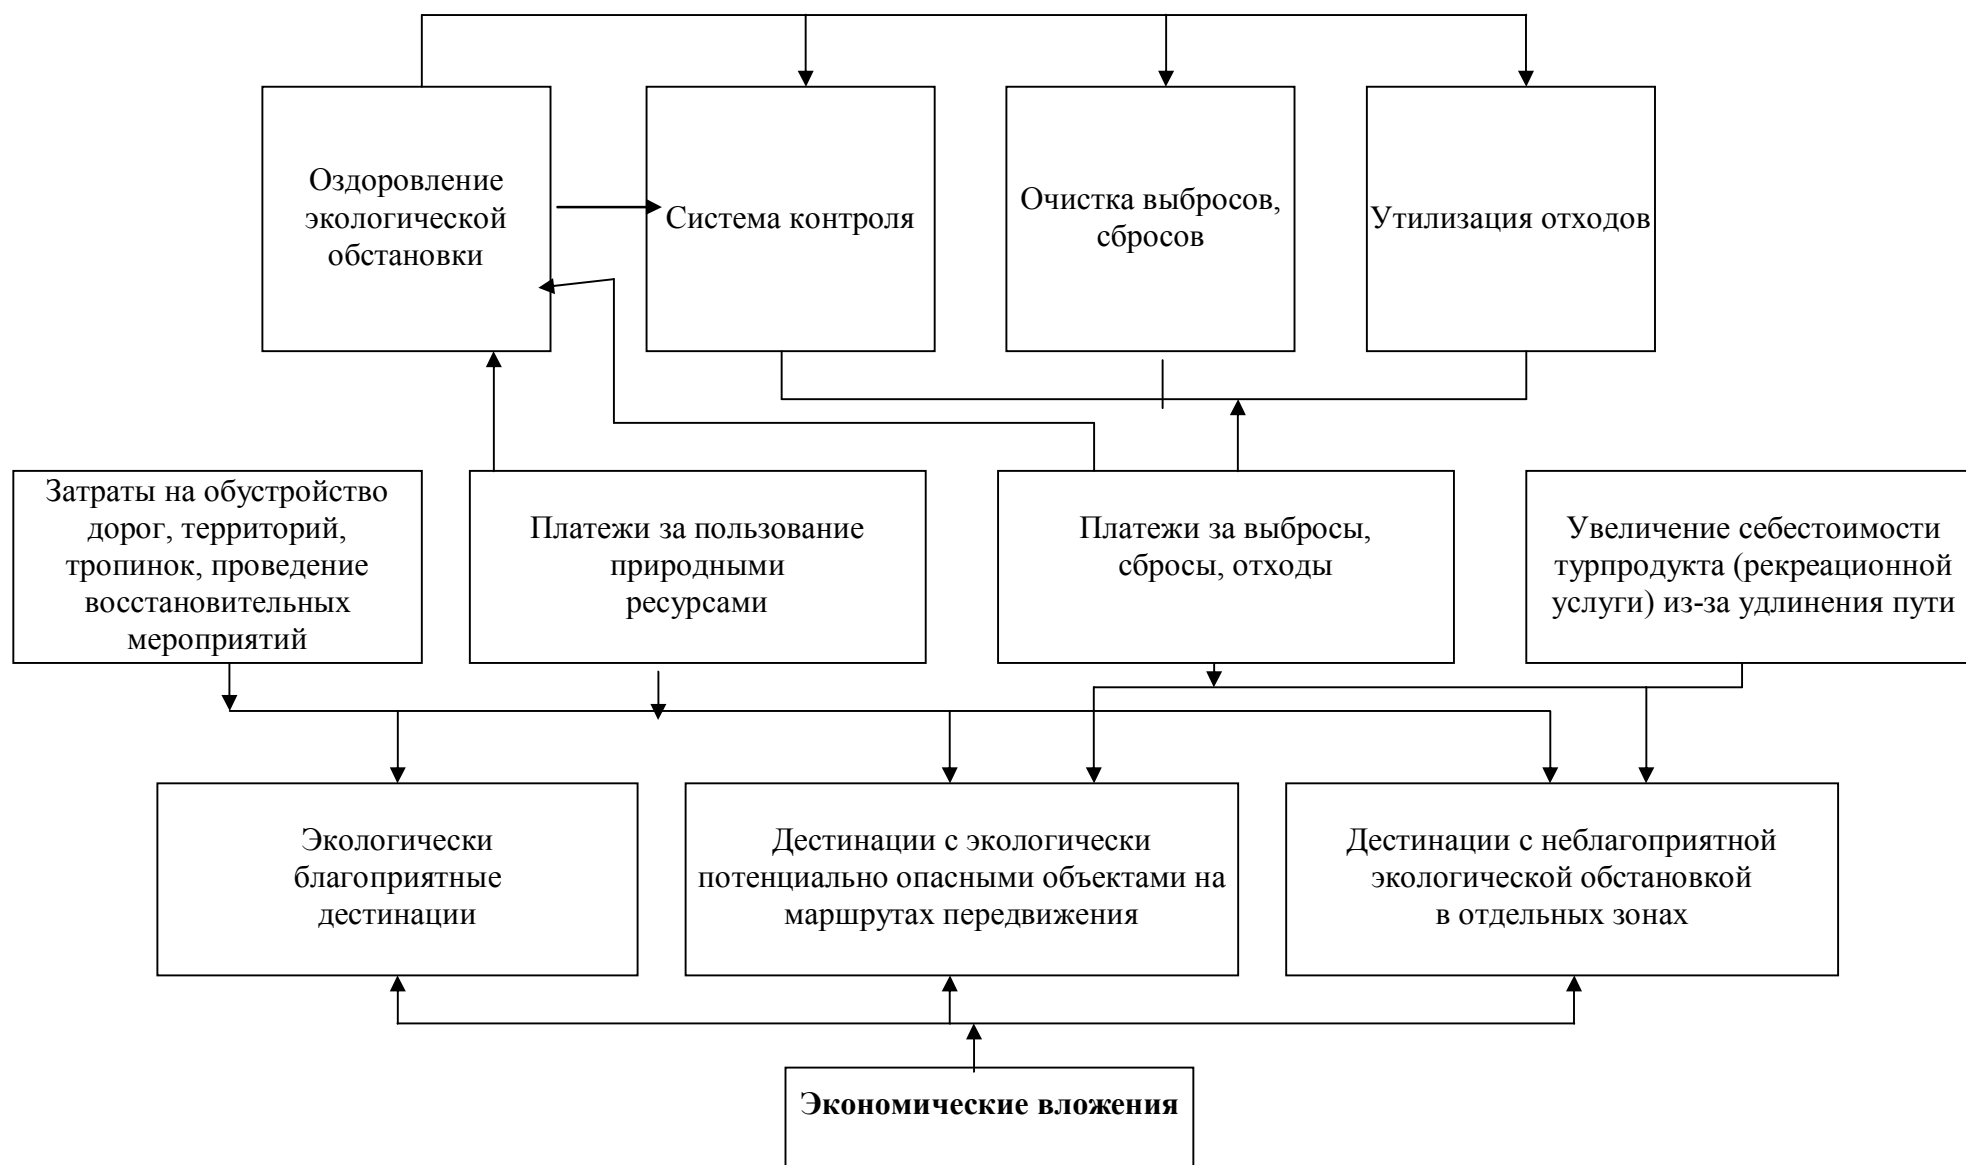 Оздоровление
экологической
обстановки
Система контроля
Очистка выбросов,
сбросов
Утилизация отходов
Затраты на обустройство
дорог, территорий,
тропинок, проведение
восстановительных
мероприятий
Платежи за пользование
природными
ресурсами
Платежи за выбросы,
сбросы, отходы
Увеличение себестоимости
турпродукта (рекреационной
услуги) из-за удлинения пути
Экологически
благоприятные
дестинации
Дестинации с экологически
потенциально опасными объектами на
маршрутах передвижения
Дестинации с неблагоприятной
экологической обстановкой
в отдельных зонах
Экономические вложения